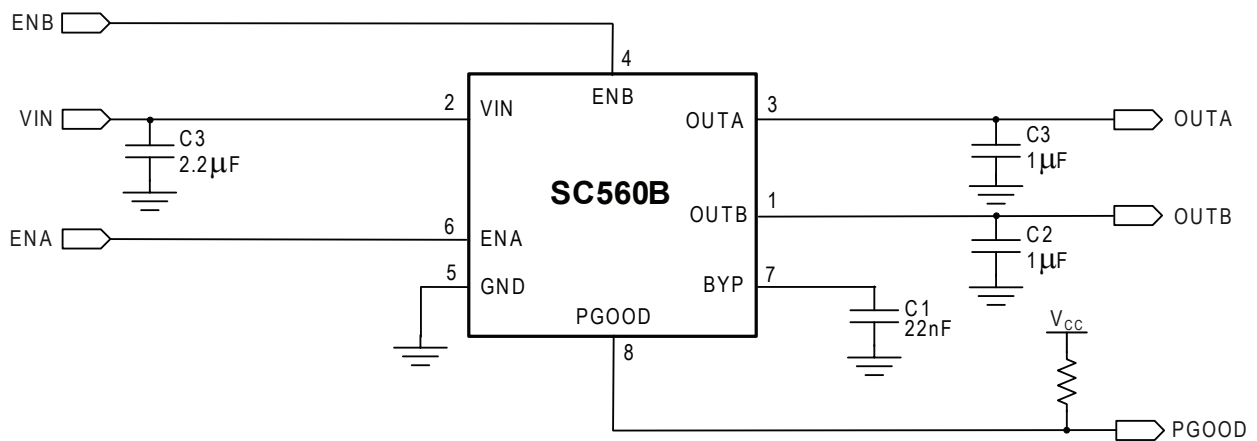 ENB
4
ENB
VIN
2
VIN
C3
2.2μF
OUTA
3
OUTA
C3
1μF
SC560B
OUTB
1
OUTB
C2
1μF
ENA
6
ENA
5
GND
BYP
7
C1
22nF
PGOOD
8
VCC
PGOOD